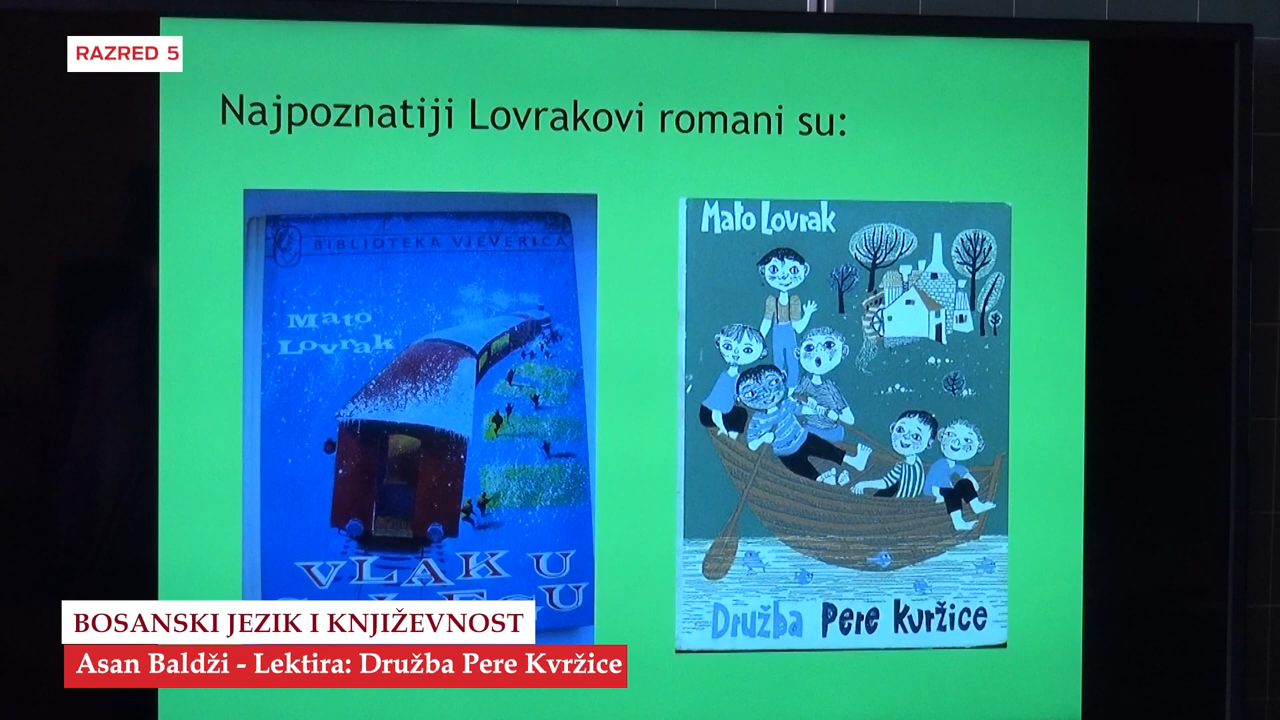 RAZRED 5
Najpoznatiji Lovrakovi romani su:
BIBLIOTEKA VJEVERICA
Mato
Lovrak
VLAK U
Mato Lovrak
Družba Pere Kvržice
BOSANSKI JEZIK I KNJIŽEVNOST
Asan Baldži - Lektira: Družba Pere Kvržice